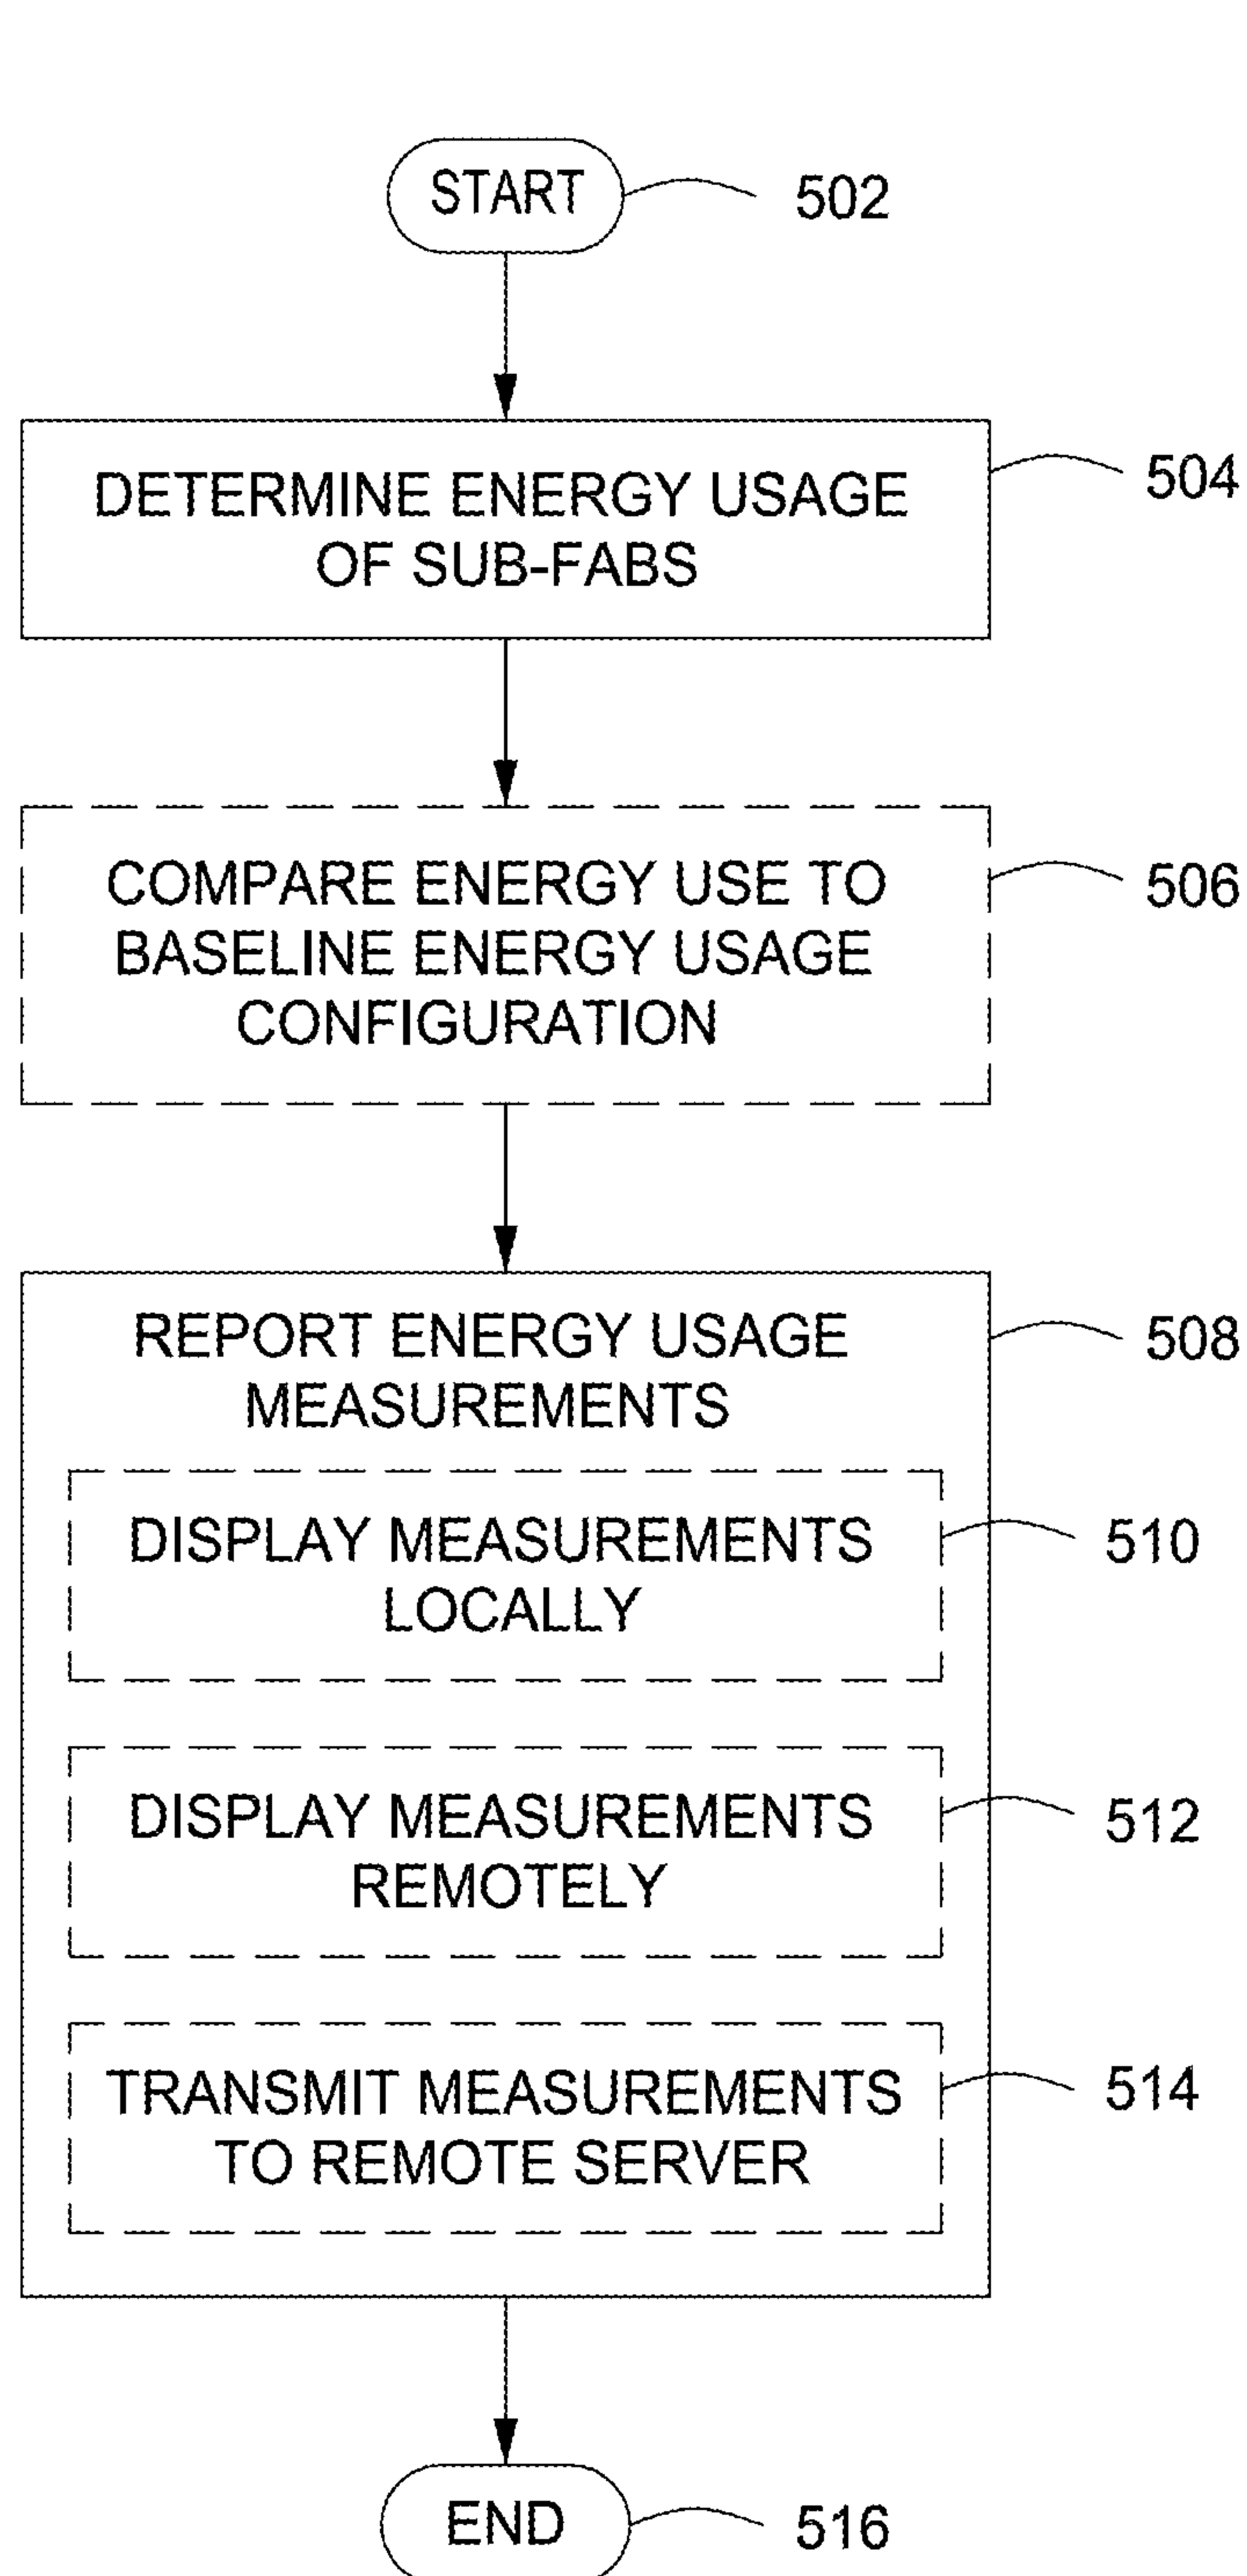 START
502
DETERMINE ENERGY USAGE
OF SUB-FABS
504
COMPARE ENERGY USE TO
BASELINE ENERGY USAGE
CONFIGURATION
506
REPORT ENERGY USAGE
MEASUREMENTS
508
DISPLAY MEASUREMENTS
LOCALLY
510
DISPLAY MEASUREMENTS
REMOTELY
512
TRANSMIT MEASUREMENTS
TO REMOTE SERVER
514
END
516